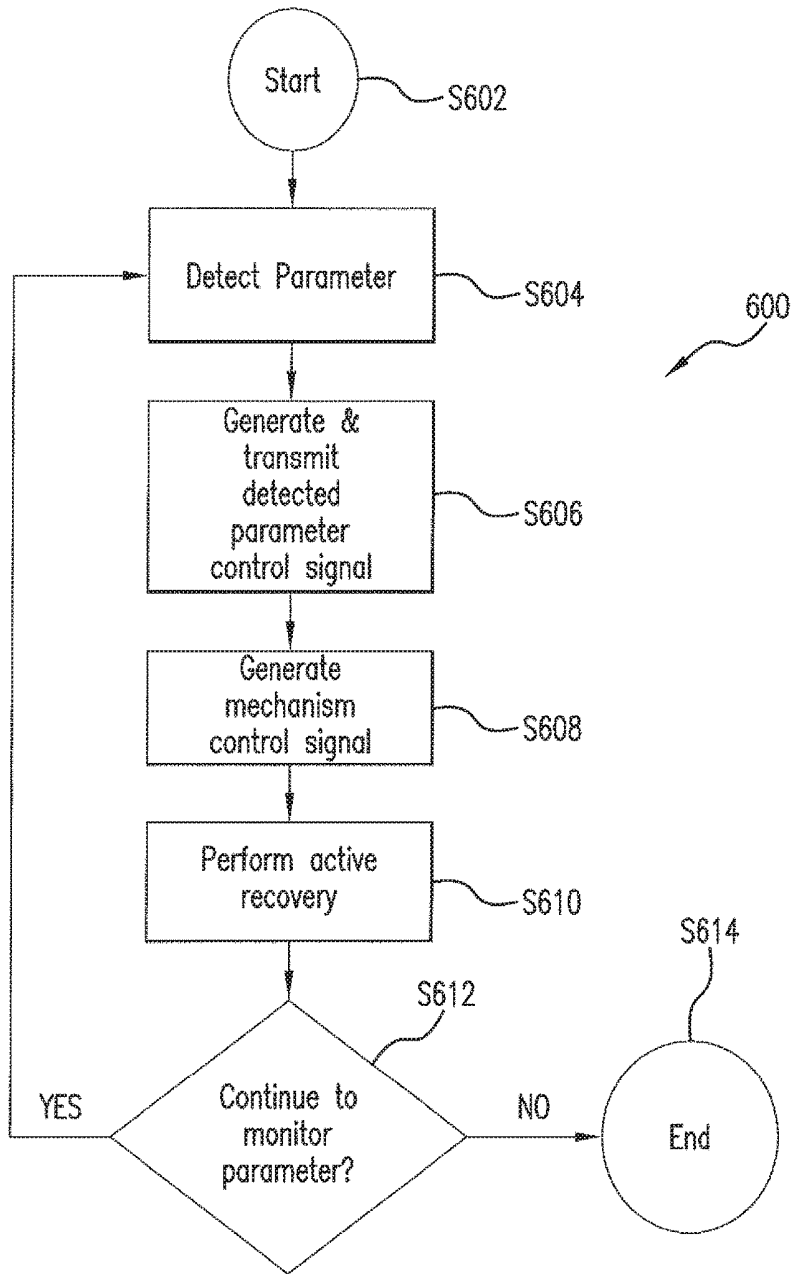 Start
S602
Detect Parameter
S604
600
Generate &
transmit
detected
parameter
control signal
S606
Generate
mechanism
control signal
S608
Perform active
recovery
S610
S614
S612
YES
Continue to
monitor
parameter?
NO
End